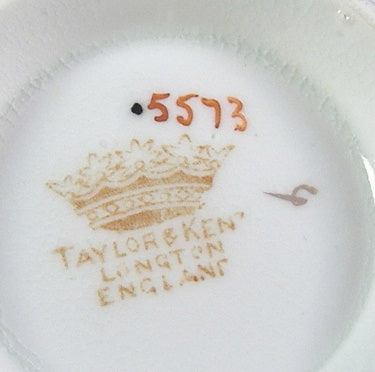 5573
TAYLOR & KENT
LONGTON
ENGLAND